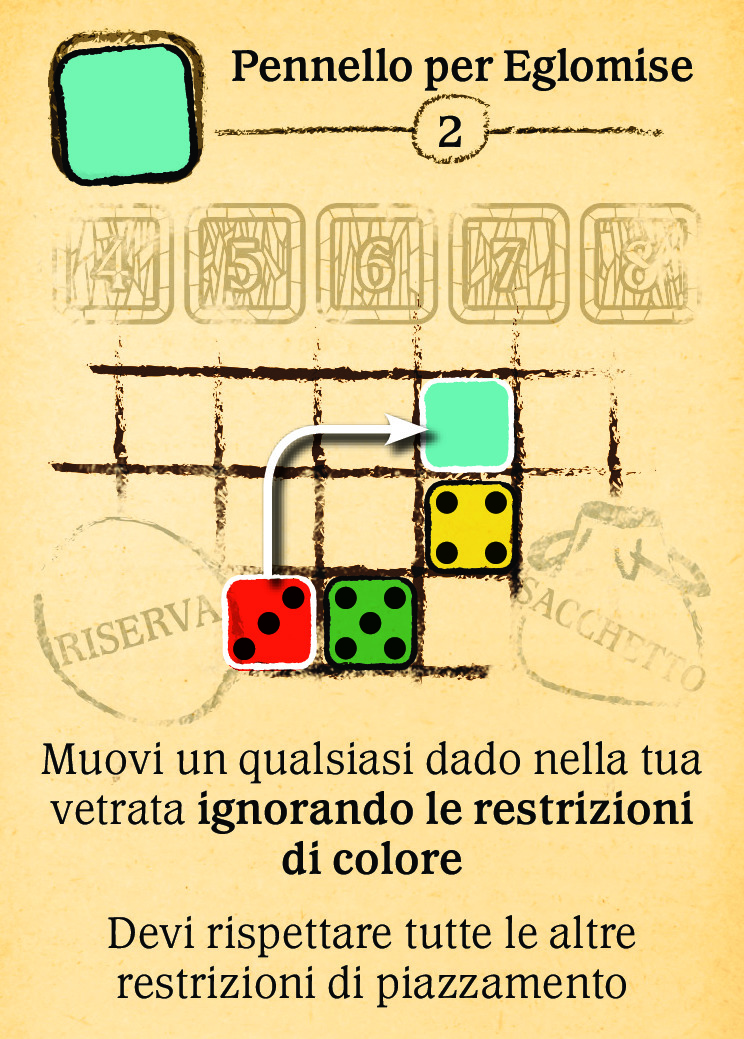 Pennello per Eglomise
2
4 5 6 7 8
RISERVA
SACCHETTO
Muovi un qualsiasi dado nella tua
vetrata ignorando le restrizioni
di colore
Devi rispettare tutte le altre
restrizioni di piazzamento